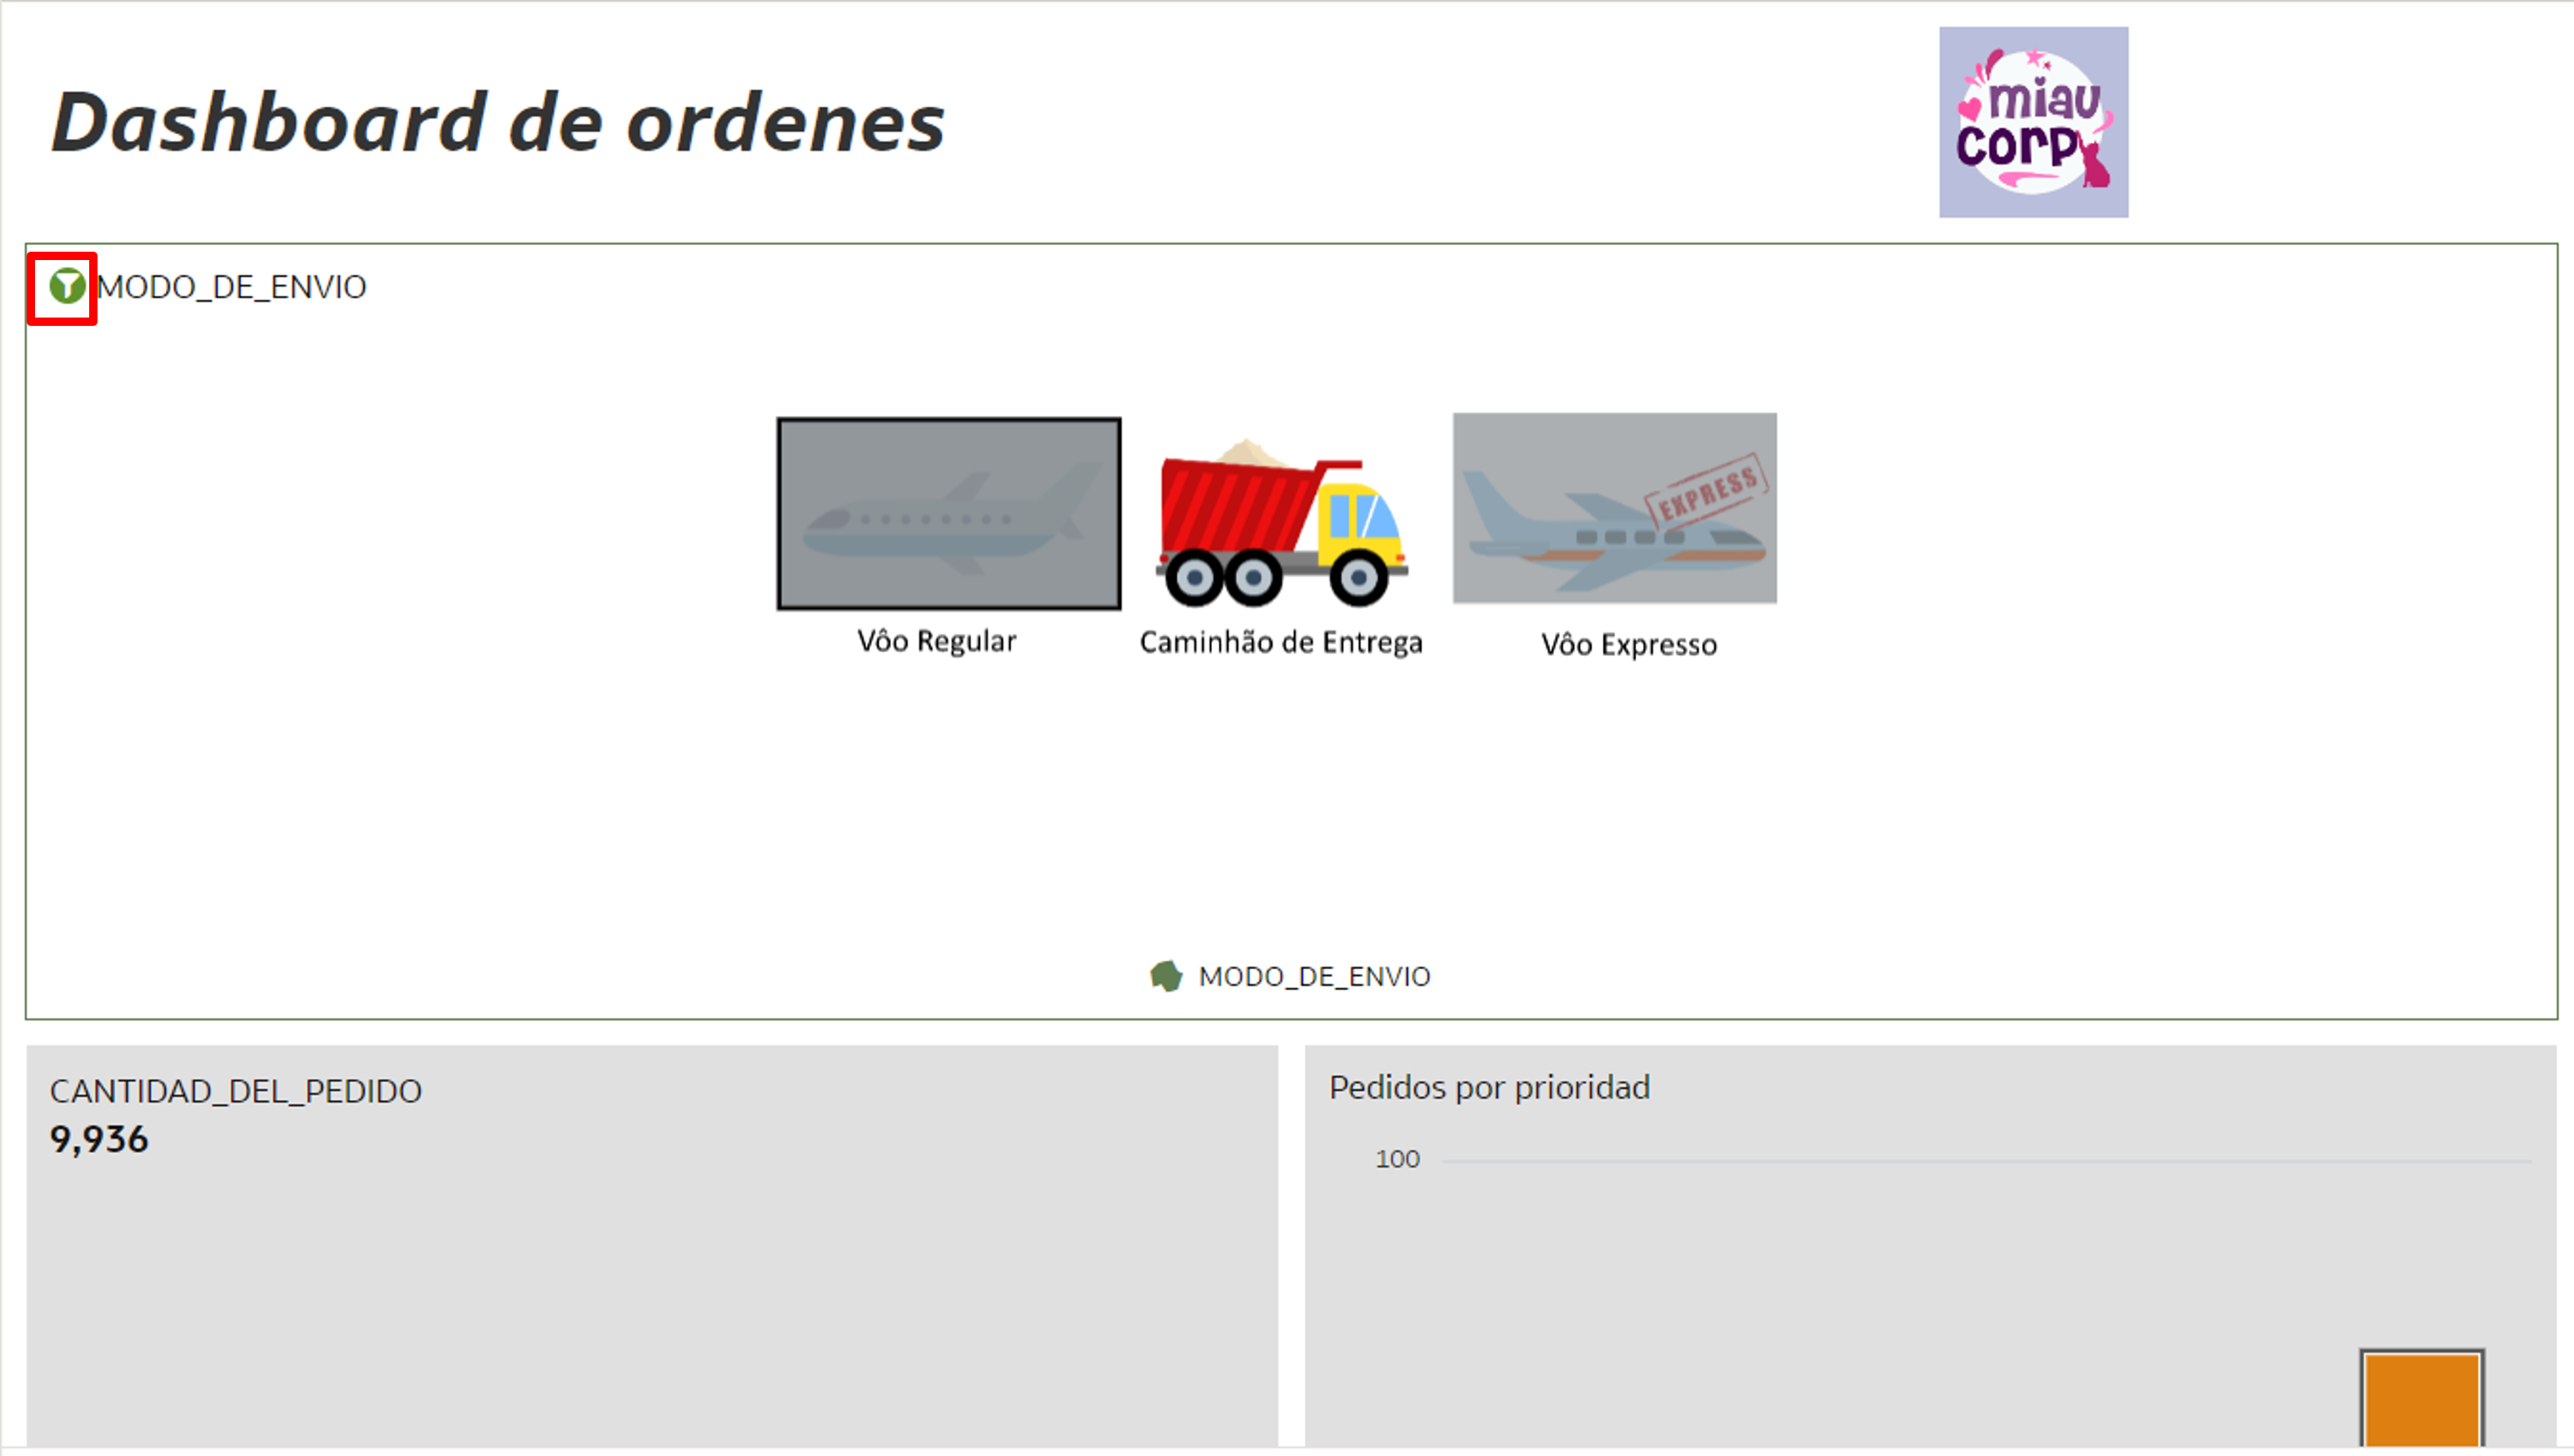 Dashboard de ordenes
miau
corp
MODO_DE_ENVIO
EXPRESS
Vôo Regular
Caminhão de Entrega
Vôo Expresso
MODO_DE_ENVIO
CANTIDAD_DEL_PEDIDO
9,936
Pedidos por prioridad
100